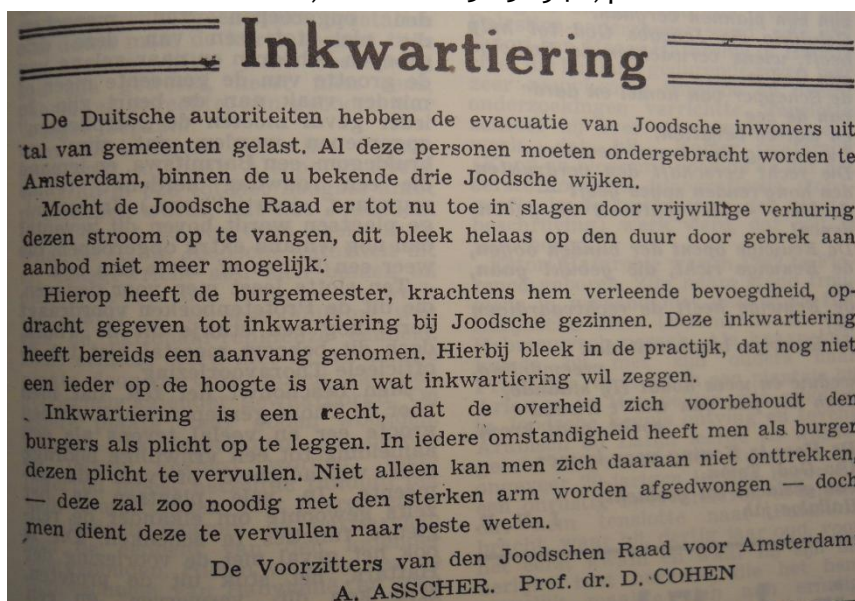 Inkwartiering
De Duitsche autoriteiten hebben de evacuatie van Joodsche inwoners uit
tal van gemeenten gelast. Al deze personen moeten ondergebracht worden te
Amsterdam, binnen de u bekende drie Joodsche wijken.
Mocht de Joodsche Raad er tot nu toe in slagen door vrijwillige verhuring
dezen stroom op te vangen, dit bleek helaas op den duur door gebrek aan
aanbod niet meer mogelijk.
Hierop heeft de burgemeester, krachtens hem verleende bevoegdheid, op-
dracht gegeven tot inkwartiering bij Joodsche gezinnen. Deze inkwartiering
heeft bereids een aanvang genomen. Hierbij bleek in de practijk, dat nog niet
een ieder op de hoogte is van wat inkwartiering wil zeggen.
Inkwartiering is een recht, dat de overheid zich voorbehoudt den
burgers als plicht op te leggen. In iedere omstandigheid heeft men als burger
dezen plicht te vervullen. Niet alleen kan men zich daaraan niet onttrekken,
— deze zal zoo noodig met den sterken arm worden afgedwongen — doch
men dient deze te vervullen naar beste weten.
De Voorzitters van den Joodschen Raad voor Amsterdam
A. ASSCHER. Prof. dr. D. COHEN